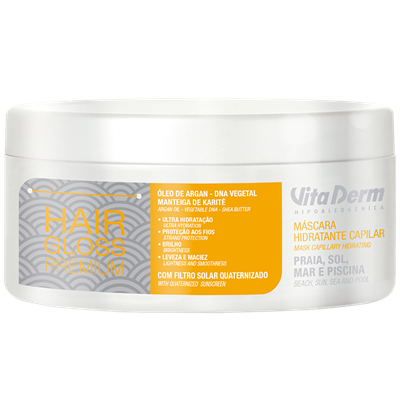 HAIR
GLOSS
PREMIUM
ÓLEO DE ARGAN - DNA VEGETAL
MANTEIGA DE KARITÉ
ARGAN OIL - VEGETABLE DNA - SHEA BUTTER
• ULTRA HIDRATAÇÃO
ULTRA HYDRATION
• PROTEÇÃO AOS FIOS
STRAND PROTECTION
• BRILHO
BRIGHTNESS
• LEVEZA E MACIEZ
LIGHTNESS AND SMOOTHNESS
COM FILTRO SOLAR QUATERNIZADO
WITH QUATERNIZED SUNSCREEN
VitaDerm
HIPOALERGÊNICA
MÁSCARA
HIDRATANTE CAPILAR
MASK CAPILLARY HYDRATING
PRAIA, SOL,
MAR E PISCINA
BEACH, SUN, SEA AND POOL